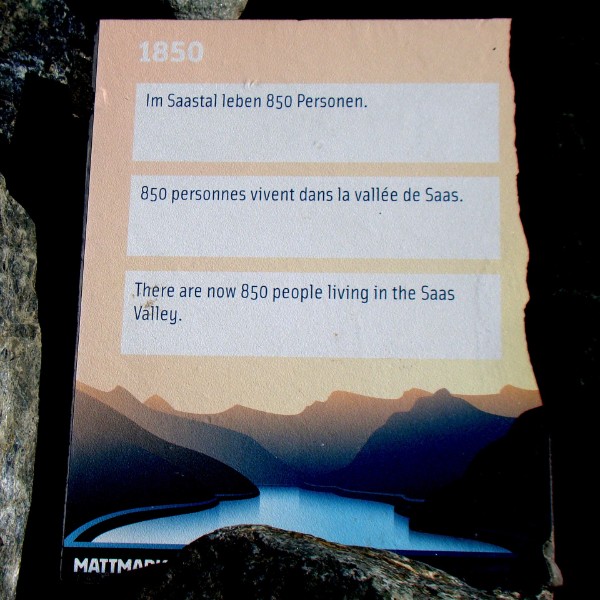 1850
Im Saastal leben 850 Personen.
850 personnes vivent dans la vallée de Saas.
There are now 850 people living in the Saas
Valley.